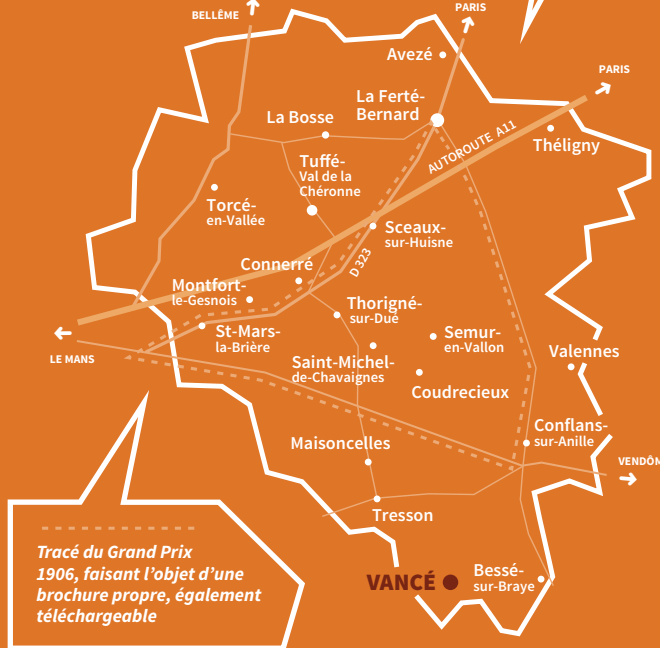 BELLÊME
PARIS
Avezé
PARIS
La Ferté-
Bernard
La Bosse
AUTOROUTE A11
Théligny
Tuffé-
Val de la
Chéronne
Torcé-
en-Vallée
Sceaux-
sur-Huisne
D 323
Connerré
Montfort-
le-Gesnois
Thorigné-
sur-Dué
St-Mars-
la-Brière
Semur-
en-Vallon
LE MANS
Valennes
Saint-Michel-
de-Chavaignes
Coudrecieux
Conflans-
sur-Anille
Maisoncelles
VENDÔM
Tresson
Tracé du Grand Prix
1906, faisant l’objet d’une
brochure propre, également
téléchargeable
VANCÉ
Bessé-
sur-Braye